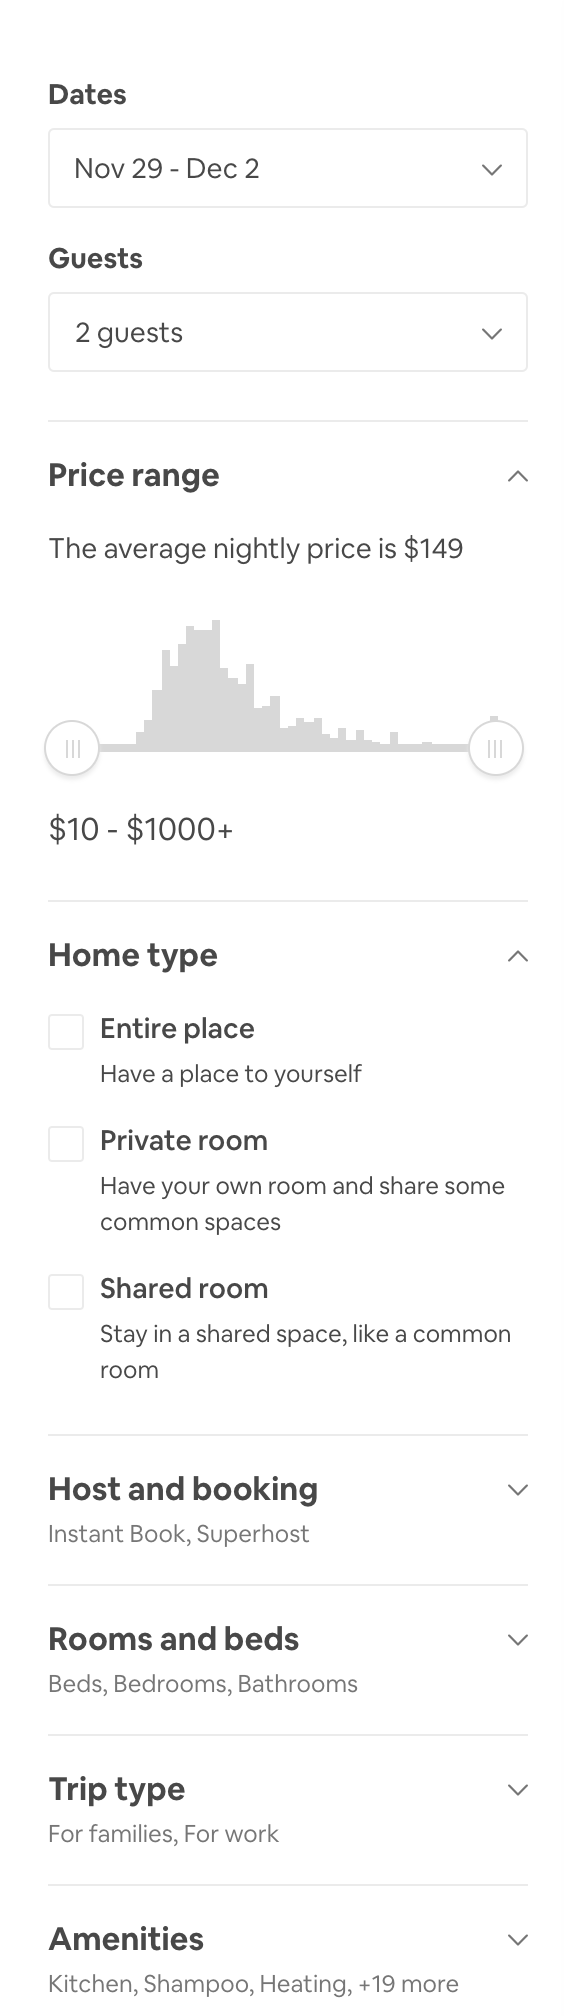 Dates
Nov 29 - Dec 2
Guests
2 guests
Price range
The average nightly price is $149
$10 - $1000+
Home type
Entire place
Have a place to yourself
Private room
Have your own room and share some
common spaces
Shared room
Stay in a shared space, like a common
room
Host and booking
Instant Book, Superhost
Rooms and beds
Beds, Bedrooms, Bathrooms
Trip type
For families, For work
Amenities
Kitchen, Shampoo, Heating, +19 more